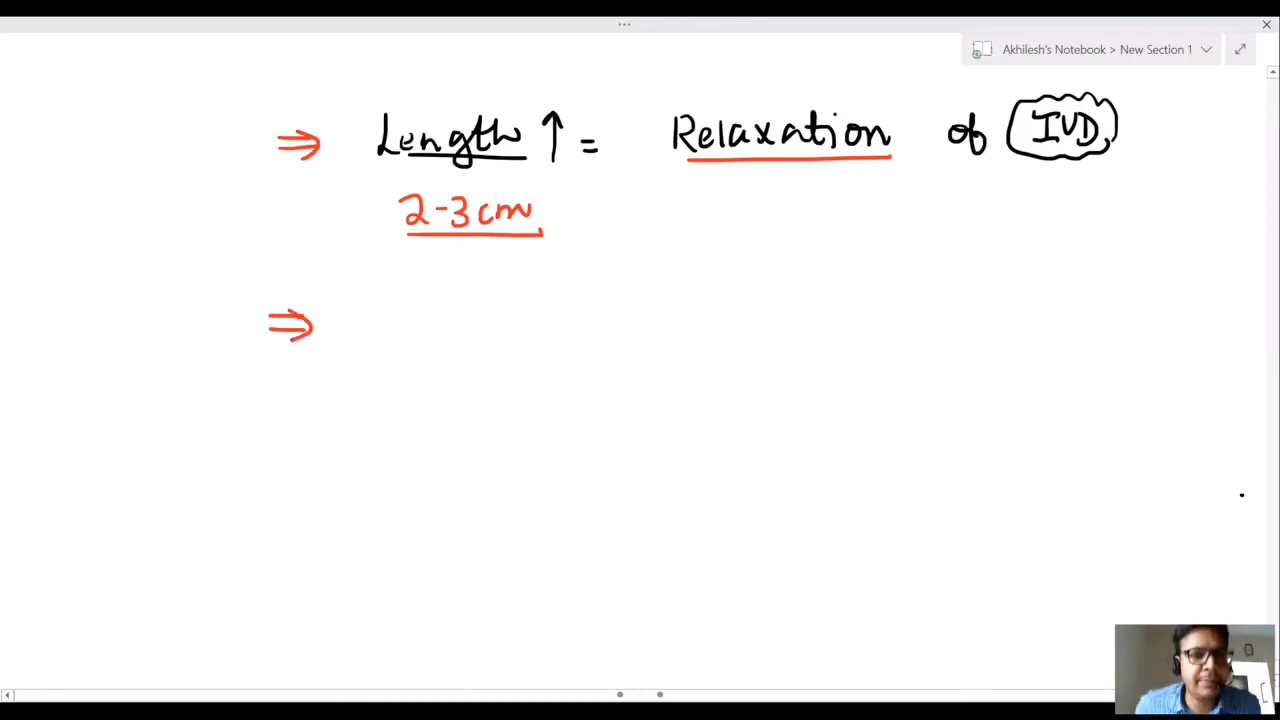 Akhilesh's Notebook > New Section 1
⇒ Length ↑ = Relaxation of IVD
2-3 cm
⇒